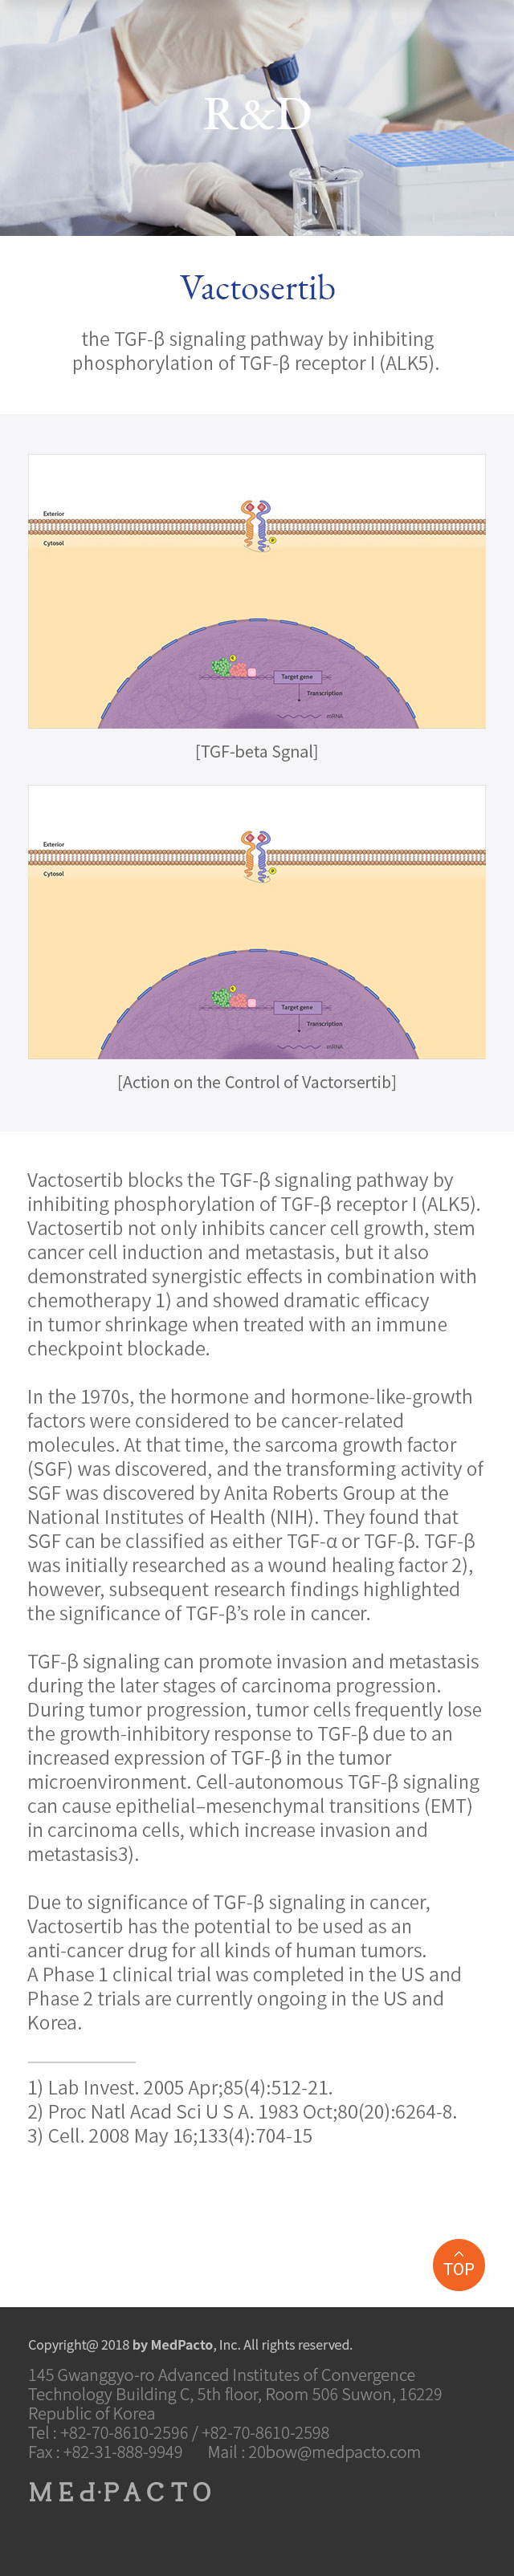 R&D
Vactosertib
the TGF-β signaling pathway by inhibiting
phosphorylation of TGF-β receptor I (ALK5).
Exterior
Cytosol
P
Target gene
Transcription
mRNA
[TGF-beta Sgnal]
Exterior
Cytosol
P
Target gene
Transcription
mRNA
[Action on the Control of Vactorsertib]
Vactosertib blocks the TGF-β signaling pathway by
inhibiting phosphorylation of TGF-β receptor I (ALK5).
Vactosertib not only inhibits cancer cell growth, stem
cancer cell induction and metastasis, but it also
demonstrated synergistic effects in combination with
chemotherapy 1) and showed dramatic efficacy
in tumor shrinkage when treated with an immune
checkpoint blockade.
In the 1970s, the hormone and hormone-like-growth
factors were considered to be cancer-related
molecules. At that time, the sarcoma growth factor
(SGF) was discovered, and the transforming activity of
SGF was discovered by Anita Roberts Group at the
National Institutes of Health (NIH). They found that
SGF can be classified as either TGF-α or TGF-β. TGF-β
was initially researched as a wound healing factor 2),
however, subsequent research findings highlighted
the significance of TGF-β’s role in cancer.
TGF-β signaling can promote invasion and metastasis
during the later stages of carcinoma progression.
During tumor progression, tumor cells frequently lose
the growth-inhibitory response to TGF-β due to an
increased expression of TGF-β in the tumor
microenvironment. Cell-autonomous TGF-β signaling
can cause epithelial–mesenchymal transitions (EMT)
in carcinoma cells, which increase invasion and
metastasis3).
Due to significance of TGF-β signaling in cancer,
Vactosertib has the potential to be used as an
anti-cancer drug for all kinds of human tumors.
A Phase 1 clinical trial was completed in the US and
Phase 2 trials are currently ongoing in the US and
Korea.
1) Lab Invest. 2005 Apr;85(4):512-21.
2) Proc Natl Acad Sci U S A. 1983 Oct;80(20):6264-8.
3) Cell. 2008 May 16;133(4):704-15
TOP
Copyright@ 2018 by MedPacto, Inc. All rights reserved.
145 Gwanggyo-ro Advanced Institutes of Convergence
Technology Building C, 5th floor, Room 506 Suwon, 16229
Republic of Korea
Tel : +82-70-8610-2596 / +82-70-8610-2598
Fax : +82-31-888-9949 Mail : 20bow@medpacto.com
MEd·PACTO